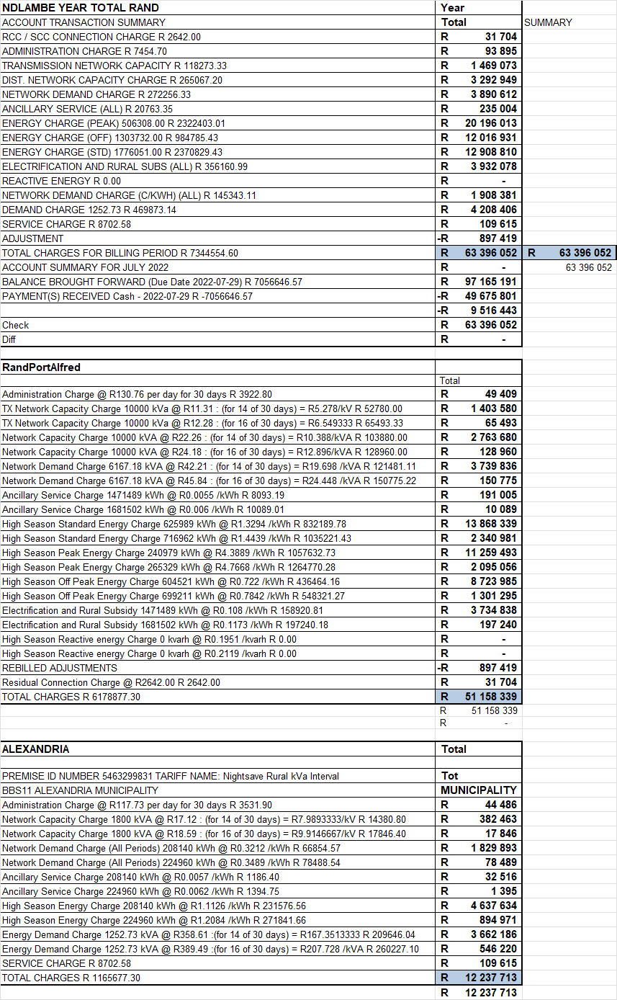 NDLAMBE YEAR TOTAL RAND Year
ACCOUNT TRANSACTION SUMMARY Total SUMMARY
RCC / SCC CONNECTION CHARGE R 2642.00 R 31 704
ADMINISTRATION CHARGE R 7454.70 R 93 895
TRANSMISSION NETWORK CAPACITY R 118273.33 R 1 469 073
DIST. NETWORK CAPACITY CHARGE R 265067.20 R 3 292 949
NETWORK DEMAND CHARGE R 272256.33 R 3 890 612
ANCILLARY SERVICE (ALL) R 20763.35 R 235 004
ENERGY CHARGE (PEAK) 506308.00 R 2322403.01 R 20 196 013
ENERGY CHARGE (OFF) 1303732.00 R 984785.43 R 12 016 931
ENERGY CHARGE (STD) 1776051.00 R 2370829.43 R 12 908 810
ELECTRIFICATION AND RURAL SUBS (ALL) R 356160.99 R 3 932 078
REACTIVE ENERGY R 0.00 R -
NETWORK DEMAND CHARGE (C/KWH) (ALL) R 145343.11 R 1 908 381
DEMAND CHARGE 1252.73 R 469873.14 R 4 208 406
SERVICE CHARGE R 8702.58 R 109 615
ADJUSTMENT -R 897 419
TOTAL CHARGES FOR BILLING PERIOD R 7344554.60 R 63 396 052 R 63 396 052
ACCOUNT SUMMARY FOR JULY 2022 R - 63 396 052
BALANCE BROUGHT FORWARD (Due Date 2022-07-29) R 7056646.57 R 97 165 191
PAYMENT(S) RECEIVED Cash - 2022-07-29 R -7056646.57 -R 49 675 801
-R 9 516 443
Check R 63 396 052
Diff R -
RandPortAlfred
Total
Administration Charge @ R130.76 per day for 30 days R 3922.80 R 49 409
TX Network Capacity Charge 10000 kVa @ R11.31 : (for 14 of 30 days) = R5.278/kV R 52780.00 R 1 403 580
TX Network Capacity Charge 10000 kVa @ R12.28 : (for 16 of 30 days) = R6.549333 R 65493.33 R 65 493
Network Capacity Charge 10000 kVA @ R22.26 : (for 14 of 30 days) = R10.388/kVA R 103880.00 R 2 763 680
Network Capacity Charge 10000 kVA @ R24.18 : (for 16 of 30 days) = R12.896/kVA R 128960.00 R 128 960
Network Demand Charge 6167.18 kVA @ R42.21 : (for 14 of 30 days) = R19.698 /kVA R 121481.11 R 3 739 836
Network Demand Charge 6167.18 kVA @ R45.84 : (for 16 of 30 days) = R24.448 /kVA R 150775.22 R 150 775
Ancillary Service Charge 1471489 kWh @ R0.0055 /kWh R 8093.19 R 191 005
Ancillary Service Charge 1681502 kWh @ R0.006 /kWh R 10089.01 R 10 089
High Season Standard Energy Charge 625989 kWh @ R1.3294 /kWh R 832189.78 R 13 868 339
High Season Standard Energy Charge 716962 kWh @ R1.4439 /kWh R 1035221.43 R 2 340 981
High Season Peak Energy Charge 240979 kWh @ R4.3889 /kWh R 1057632.73 R 11 259 493
High Season Peak Energy Charge 265329 kWh @ R4.7668 /kWh R 1264770.28 R 2 095 056
High Season Off Peak Energy Charge 604521 kWh @ R0.722 /kWh R 436464.16 R 8 723 985
High Season Off Peak Energy Charge 699211 kWh @ R0.7842 /kWh R 548321.27 R 1 301 295
Electrification and Rural Subsidy 1471489 kWh @ R0.108 /kWh R 158920.81 R 3 734 838
Electrification and Rural Subsidy 1681502 kWh @ R0.1173 /kWh R 197240.18 R 197 240
High Season Reactive energy Charge 0 kvarh @ R0.1951 /kvarh R 0.00 R -
High Season Reactive energy Charge 0 kvarh @ R0.2119 /kvarh R 0.00 R -
REBILLED ADJUSTMENTS -R 897 419
Residual Connection Charge @ R2642.00 R 2642.00 R 31 704
TOTAL CHARGES R 6178877.30 R 51 158 339
R 51 158 339
R -
ALEXANDRIA Total
PREMISE ID NUMBER 5463299831 TARIFF NAME: Nightsave Rural kVa Interval Tot
BBS11 ALEXANDRIA MUNICIPALITY MUNICIPALITY
Administration Charge @ R117.73 per day for 30 days R 3531.90 R 44 486
Network Capacity Charge 1800 kVA @ R17.12 : (for 14 of 30 days) = R7.9893333/kV R 14380.80 R 382 463
Network Capacity Charge 1800 kVA @ R18.59 : (for 16 of 30 days) = R9.9146667/kV R 17846.40 R 17 846
Network Demand Charge (All Periods) 208140 kWh @ R0.3212 /kWh R 66854.57 R 1 829 893
Network Demand Charge (All Periods) 224960 kWh @ R0.3489 /kWh R 78488.54 R 78 489
Ancillary Service Charge 208140 kWh @ R0.0057 /kWh R 1186.40 R 32 516
Ancillary Service Charge 224960 kWh @ R0.0062 /kWh R 1394.75 R 1 395
High Season Energy Charge 208140 kWh @ R1.1126 /kWh R 231576.56 R 4 637 634
High Season Energy Charge 224960 kWh @ R1.2084 /kWh R 271841.66 R 894 971
Energy Demand Charge 1252.73 kVA @ R358.61 :(for 14 of 30 days) = R167.3513333 R 209646.04 R 3 662 186
Energy Demand Charge 1252.73 kVA @ R389.49 :(for 16 of 30 days) = R207.728 /kVA R 260227.10 R 546 220
SERVICE CHARGE R 8702.58 R 109 615
TOTAL CHARGES R 1165677.30 R 12 237 713
R 12 237 713